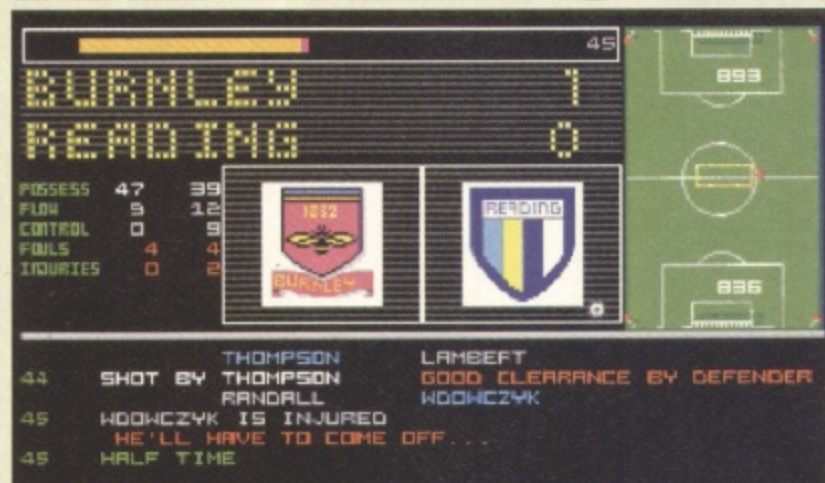 45
BURNLEY 1
READING 0
893
POSSESS 47 39
FLOW 9 12
CONTROL 0 9
FOULS 4 4
INJURIES 0 2
1882
BURNLEY
READING
836
THOMPSON LAMBERT
44 SHOT BY THOMPSON GOOD CLEARANCE BY DEFENDER
RANDALL WDOWCZYK
45 WDOWCZYK IS INJURED
HE'LL HAVE TO COME OFF...
45 HALF TIME